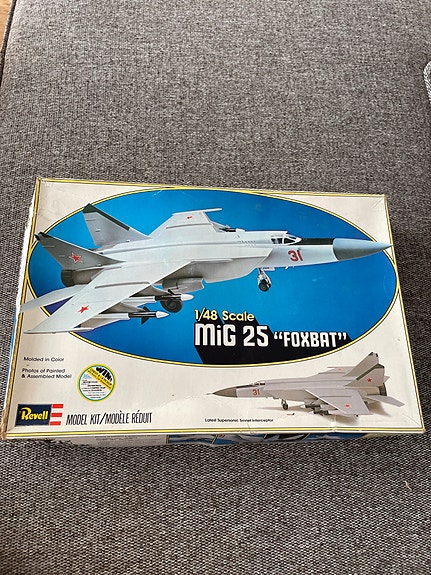 31
1/48 Scale
MiG 25 "FOXBAT"
Molded in Color
Photos of Painted
& Assembled Model
31
Revell
MODEL KIT/MODÈLE RÉDUIT
Latest Supersonic Soviet Interceptor